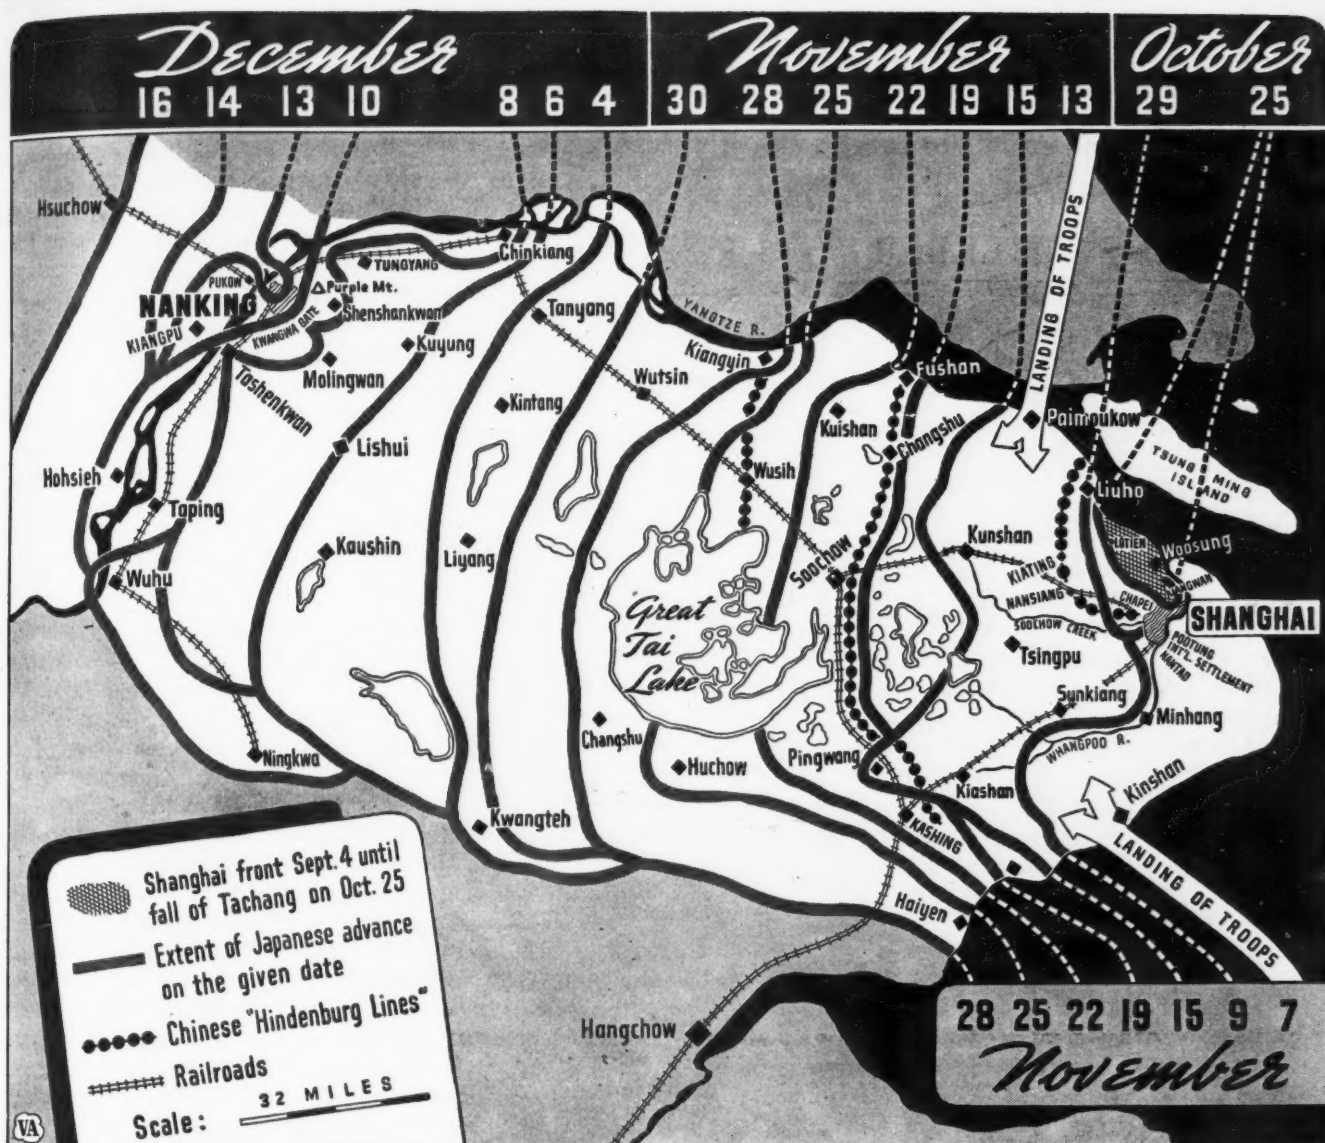 December November October
16 14 13 10 8 6 4 30 28 25 22 19 15 13 29 25
Hsuchow
LANDING OF TROOPS
Chinkiang
TUNGYANG
PUKOW
Purple Mt.
NANKING
Shenshankwan
KIANGPU
KWANGWA GATE
Tanyang
YANGTZE R.
Kiangyin
Kuyung
Molingwan
Tashenkwan
Wutsin
Fushan
Kintang
Kuishan
Changshu
Paimoukow
Lishui
TSUNG MING
ISLAND
Hohsieh
Wusih
Liuho
Taping
Kaushin
Liyang
Soochow
Kunshan
LOTIEN
Woosung
KIATING
Wuhu
NANSIANG
CHAPEI
Great
Tai
Lake
SOOCHOW CREEK
SHANGHAI
POOTUNG
INT'L. SETTLEMENT
NANTAO
Tsingpu
Sunkiang
Minhang
Changshu
Pingwang
WHANGPOO R.
Ningkwa
Huchow
Kiashan
Kinshan
Kwangteh
KASHING
LANDING OF TROOPS
Haiyen
Hangchow
Shanghai front Sept. 4 until
fall of Tachang on Oct. 25
Extent of Japanese advance
on the given date
Chinese "Hindenburg Lines"
Railroads
Scale: 32 MILES
28 25 22 19 15 9 7
November
VA